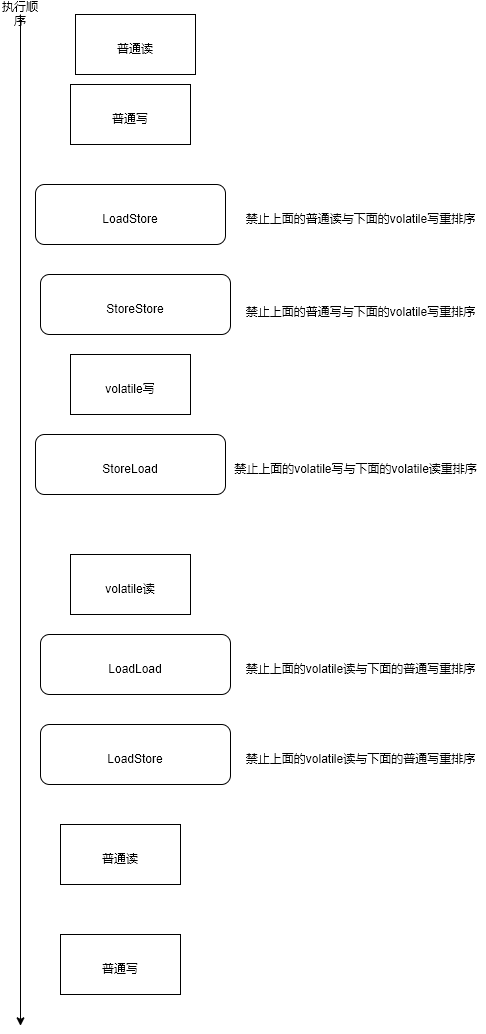 执行顺
序
普通读
普通写
LoadStore
禁止上面的普通读与下面的volatile写重排序
StoreStore
禁止上面的普通写与下面的volatile写重排序
volatile写
StoreLoad
禁止上面的volatile写与下面的volatile读重排序
volatile读
LoadLoad
禁止上面的volatile读与下面的普通写重排序
LoadStore
禁止上面的volatile读与下面的普通写重排序
普通读
普通写